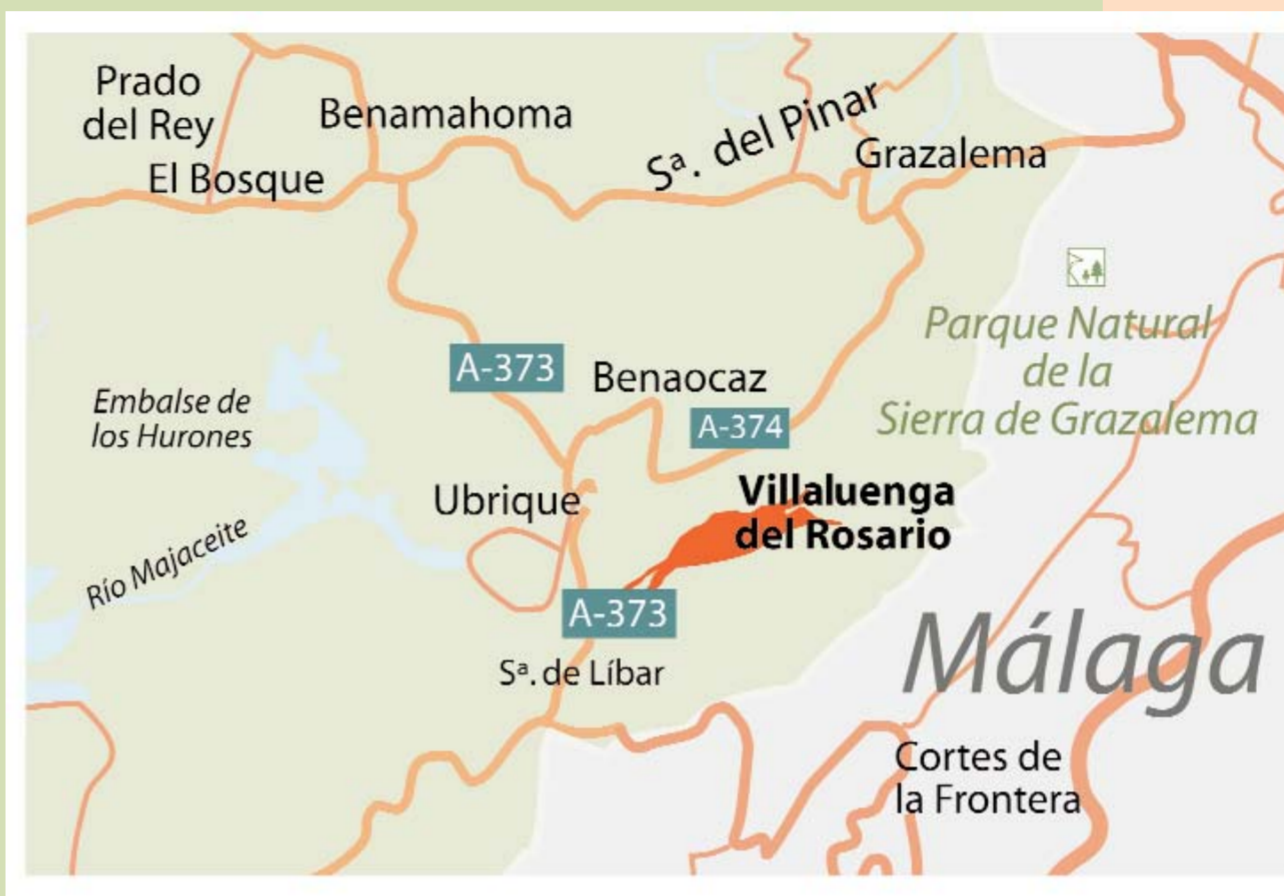 Prado
del Rey
Benamahoma
Sª. del Pinar
El Bosque
Grazalema
Parque Natural
de la
Sierra de Grazalema
A-373
Benaocaz
Embalse de
los Hurones
A-374
Ubrique
Villaluenga
del Rosario
Río Majaceite
A-373
Málaga
Sª. de Líbar
Cortes de
la Frontera